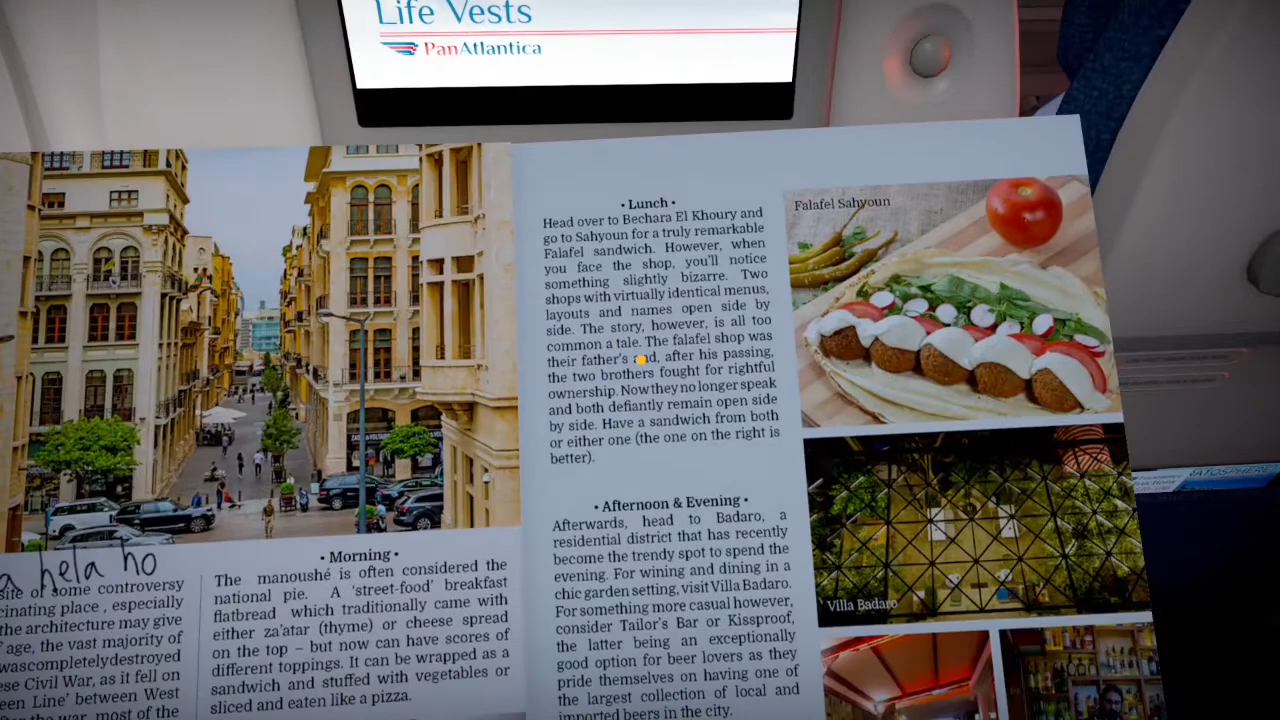 Life Vests
PanAtlantica
a hela ho
site of some controversy
cinating place , especially
the architecture may give
age, the vast majority of
wascompletelydestroyed
ese Civil War, as it fell on
een Line' between West
the war, most of the
• Morning •
The manoushé is often considered the
national pie. A 'street-food' breakfast
flatbread which traditionally came with
either za'atar (thyme) or cheese spread
on the top – but now can have scores of
different toppings. It can be wrapped as a
sandwich and stuffed with vegetables or
sliced and eaten like a pizza.
• Lunch •
Head over to Bechara El Khoury and
go to Sahyoun for a truly remarkable
Falafel sandwich. However, when
you face the shop, you'll notice
something slightly bizarre. Two
shops with virtually identical menus,
layouts and names open side by
side. The story, however, is all too
common a tale. The falafel shop was
their father's and, after his passing,
the two brothers fought for rightful
ownership. Now they no longer speak
and both defiantly remain open side
by side. Have a sandwich from both
or either one (the one on the right is
better).
• Afternoon & Evening •
Afterwards, head to Badaro, a
residential district that has recently
become the trendy spot to spend the
evening. For wining and dining in a
chic garden setting, visit Villa Badaro.
For something more casual however,
consider Tailor's Bar or Kissproof,
the latter being an exceptionally
good option for beer lovers as they
pride themselves on having one of
the largest collection of local and
imported beers in the city.
Falafel Sahyoun
Villa Badaro
ATOSPHERE